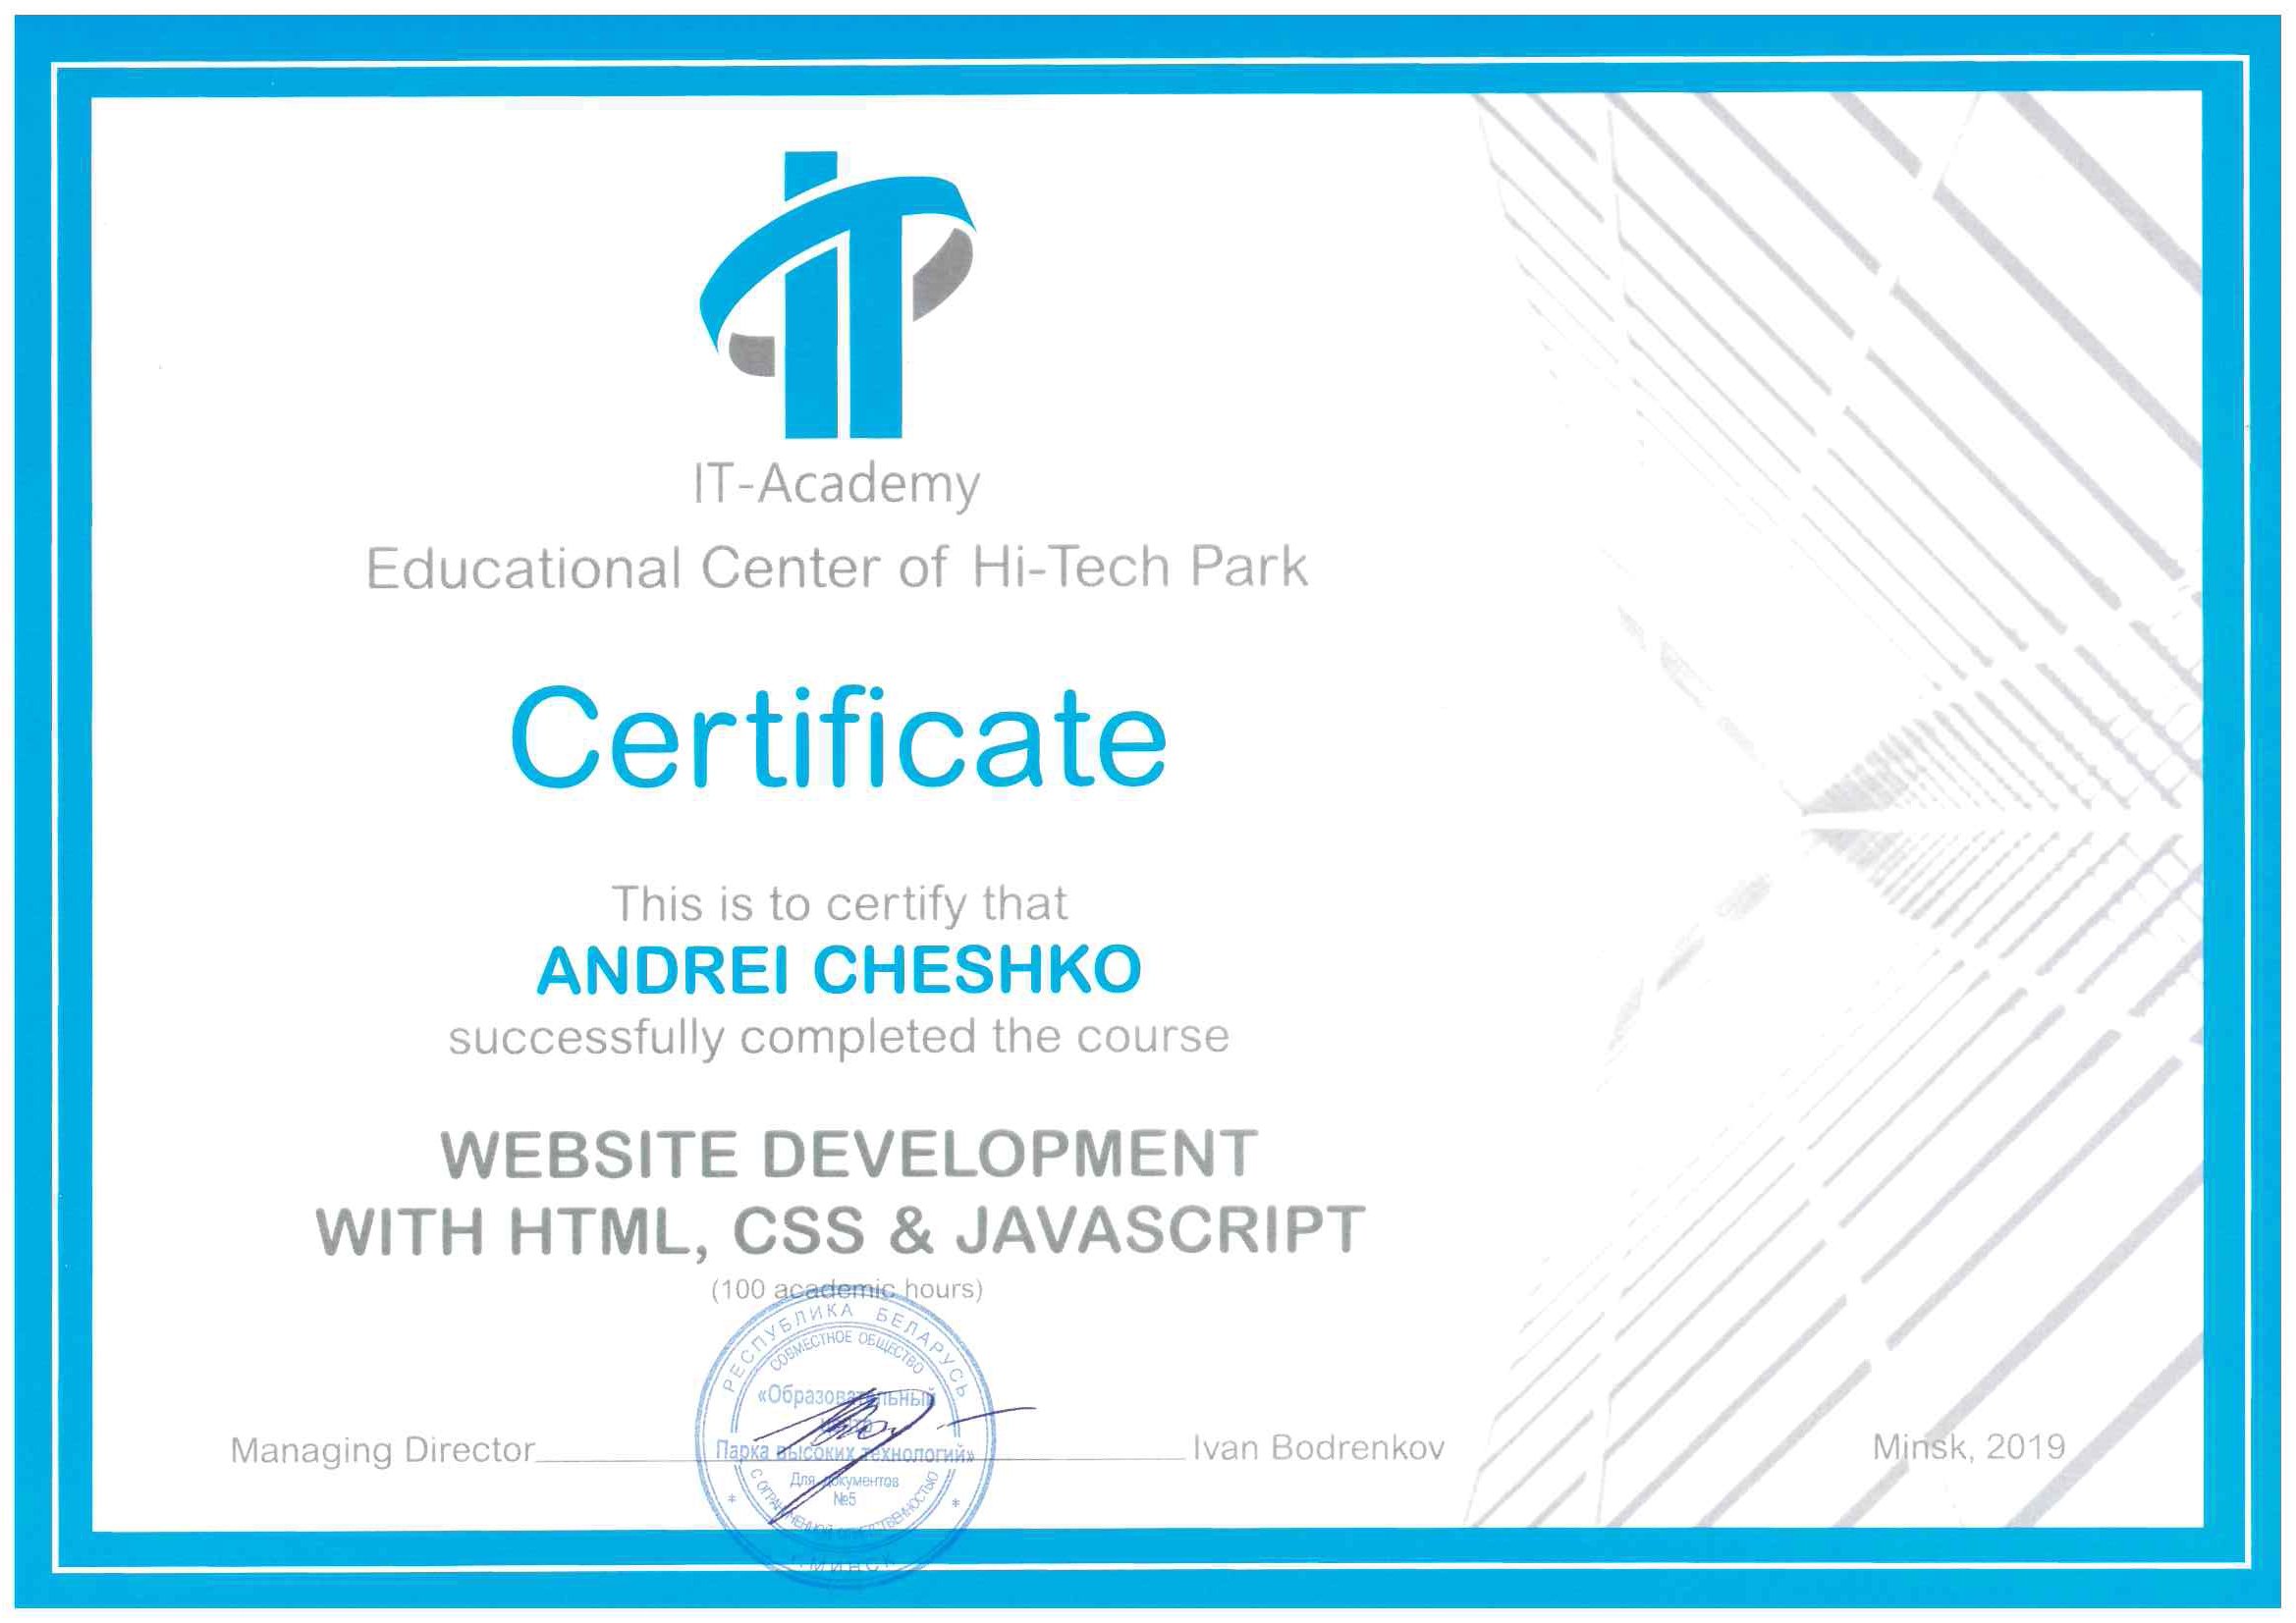 IT-Academy
Educational Center of Hi-Tech Park
Certificate
This is to certify that
ANDREI CHESHKO
successfully completed the course
WEBSITE DEVELOPMENT
WITH HTML, CSS & JAVASCRIPT
(100 academic hours)
РЕСПУБЛИКА БЕЛАРУСЬ
СОВМЕСТНОЕ ОБЩЕСТВО
«Образовательный
Парка высоких технологий»
Для документов
№5
С ОГРАНИЧЕННОЙ ОТВЕТСТВЕННОСТЬЮ
г. МИНСК
Managing Director
Ivan Bodrenkov
Minsk, 2019